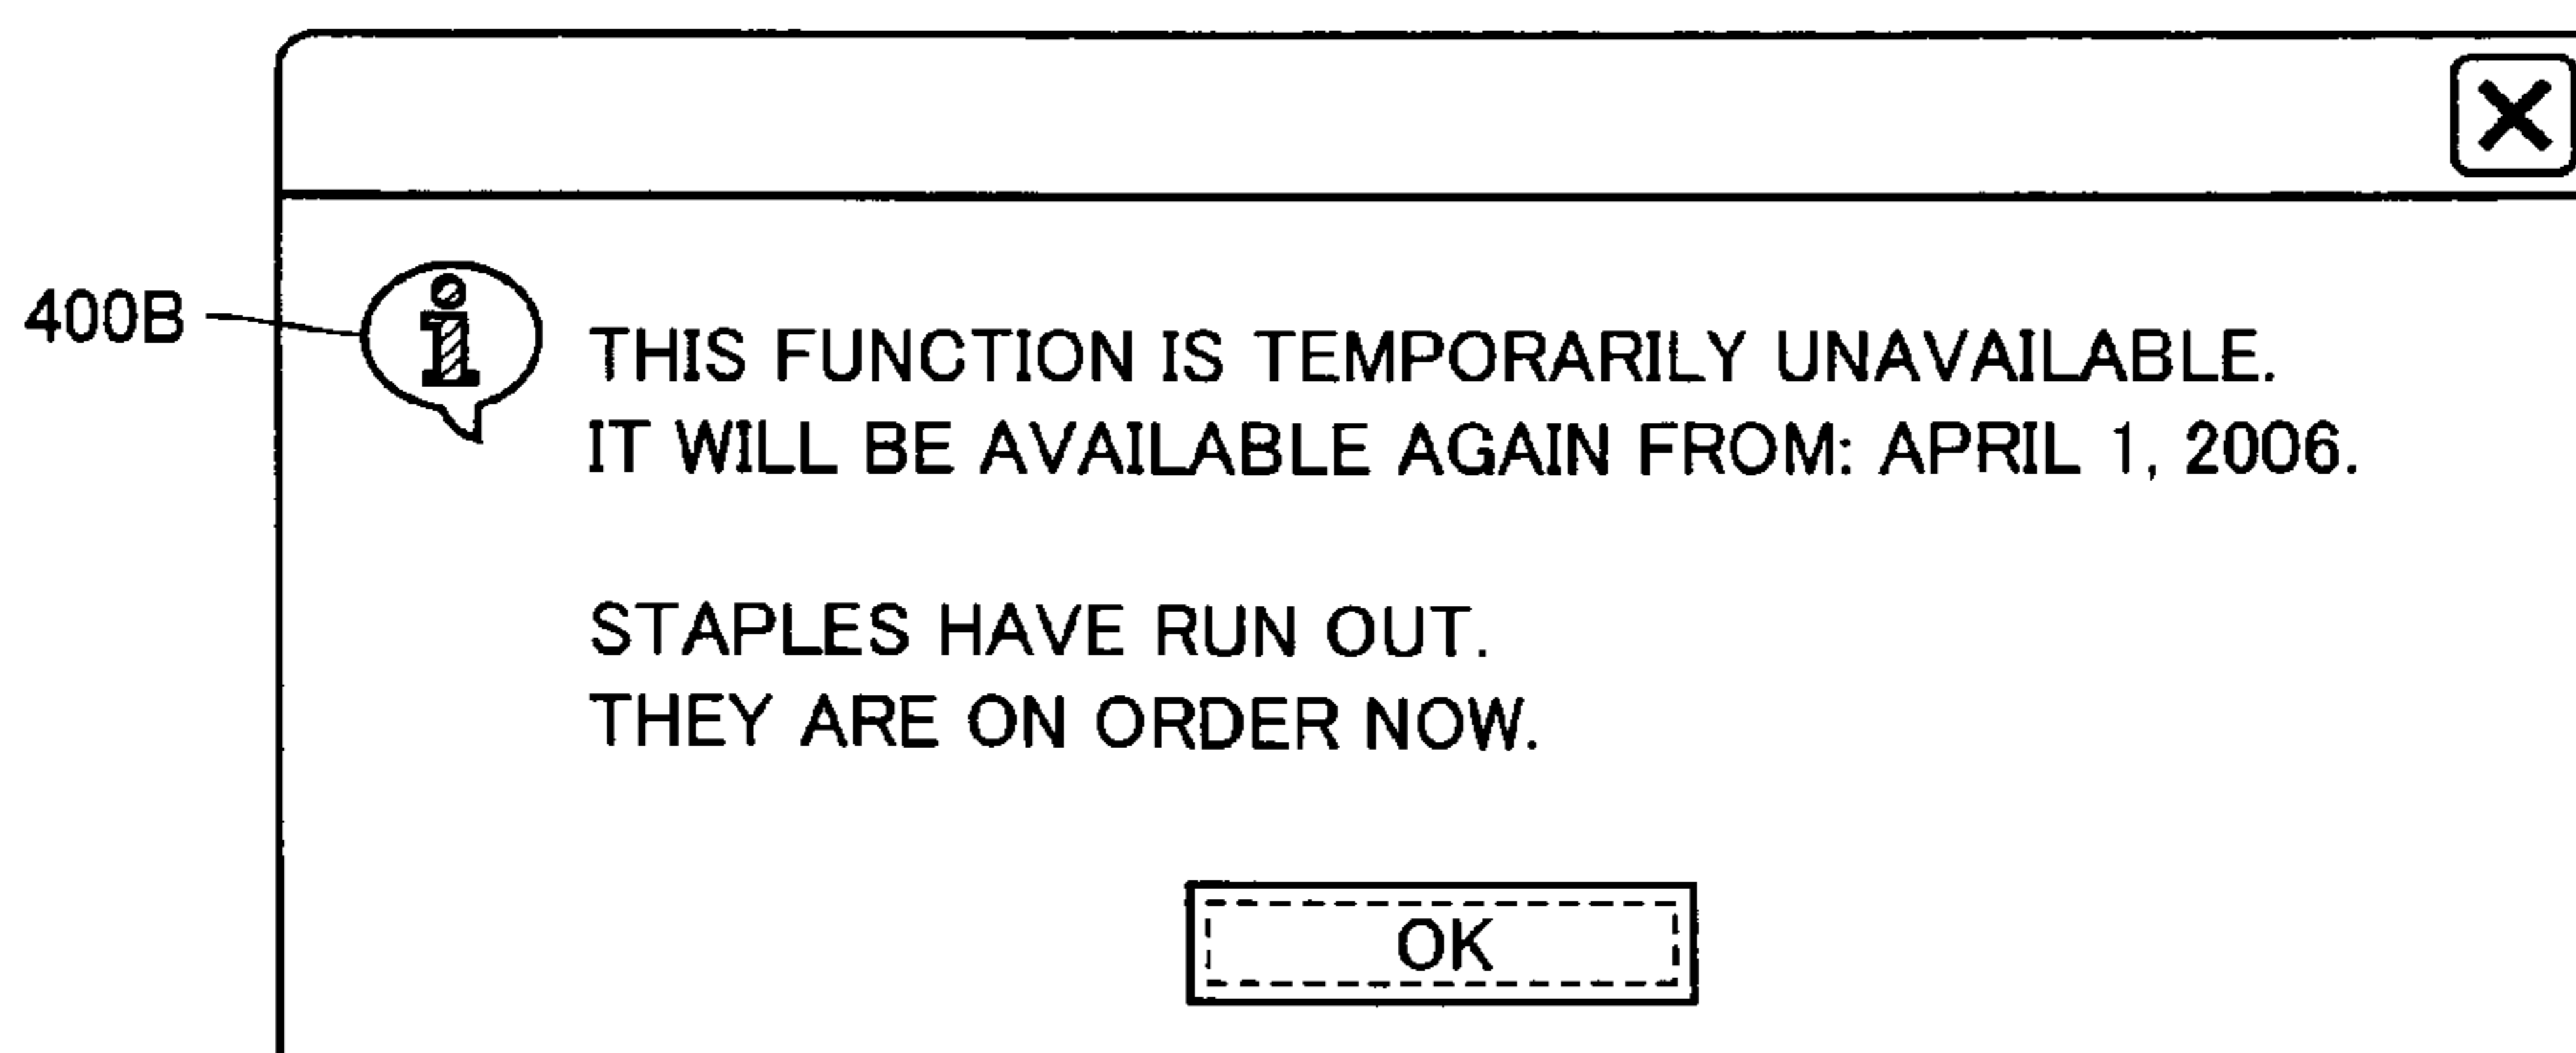 400B
i
THIS FUNCTION IS TEMPORARILY UNAVAILABLE.
IT WILL BE AVAILABLE AGAIN FROM: APRIL 1, 2006.
STAPLES HAVE RUN OUT.
THEY ARE ON ORDER NOW.
OK